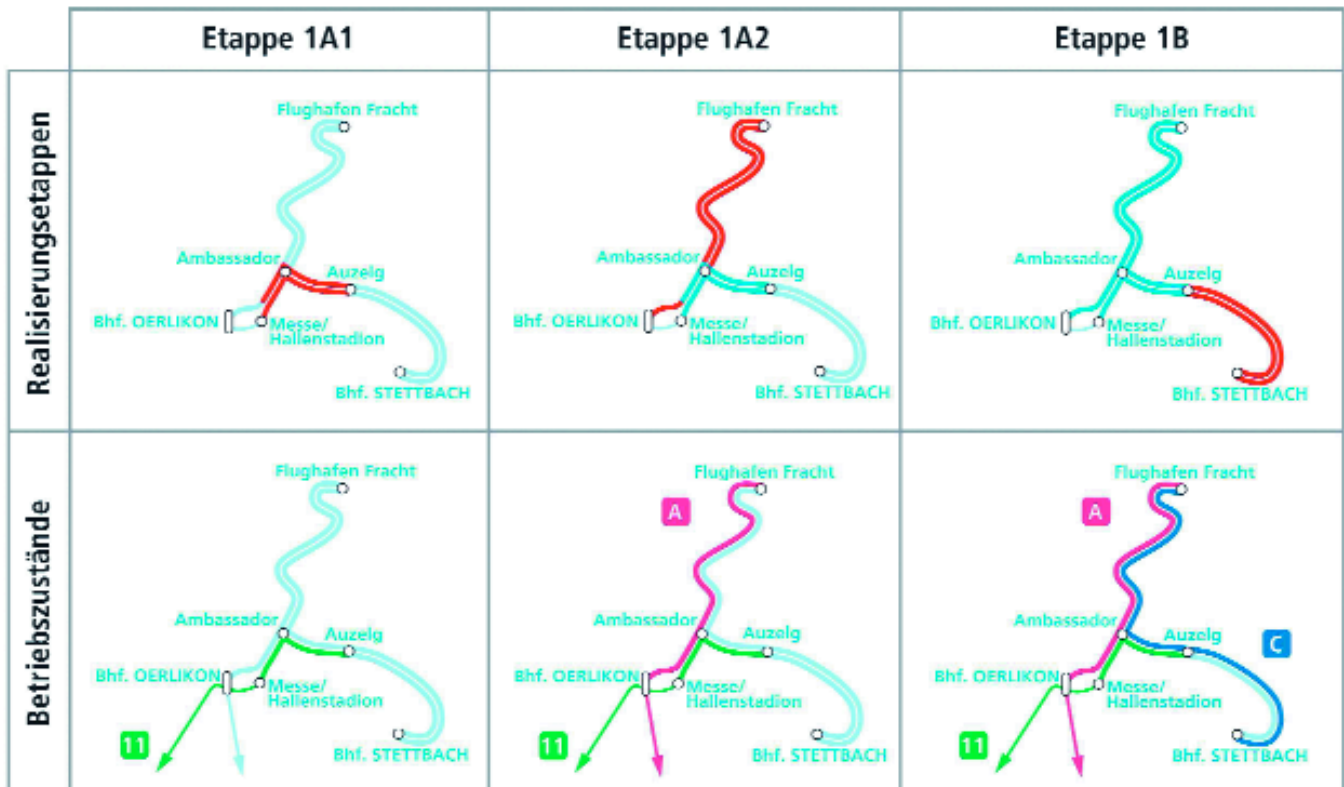 Etappe 1A1
Etappe 1A2
Etappe 1B
Realisierungsetappen
Flughafen Fracht
Ambassador
Auzelg
Bhf. OERLIKON
Messe/
Hallenstadion
Bhf. STETTBACH
Flughafen Fracht
Ambassador
Auzelg
Bhf. OERLIKON
Messe/
Hallenstadion
Bhf. STETTBACH
Flughafen Fracht
Ambassador
Auzelg
Bhf. OERLIKON
Messe/
Hallenstadion
Bhf. STETTBACH
Betriebszustände
Flughafen Fracht
Ambassador
Auzelg
Bhf. OERLIKON
Messe/
Hallenstadion
11
Bhf. STETTBACH
Flughafen Fracht
A
Ambassador
Auzelg
Bhf. OERLIKON
Messe/
Hallenstadion
11
Bhf. STETTBACH
Flughafen Fracht
A
Ambassador
Auzelg
C
Bhf. OERLIKON
Messe/
Hallenstadion
11
Bhf. STETTBACH